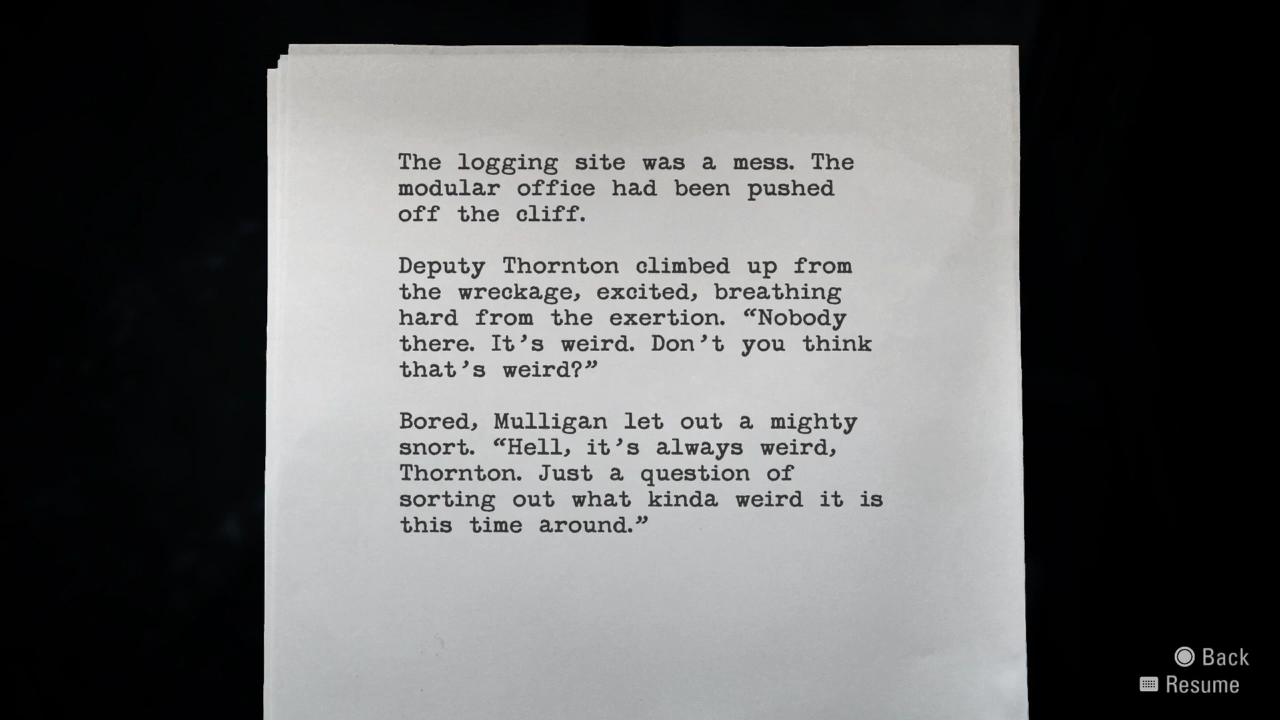 The logging site was a mess. The
modular office had been pushed
off the cliff.
Deputy Thornton climbed up from
the wreckage, excited, breathing
hard from the exertion. “Nobody
there. It’s weird. Don’t you think
that’s weird?”
Bored, Mulligan let out a mighty
snort. “Hell, it’s always weird,
Thornton. Just a question of
sorting out what kinda weird it is
this time around.”
Back
Resume